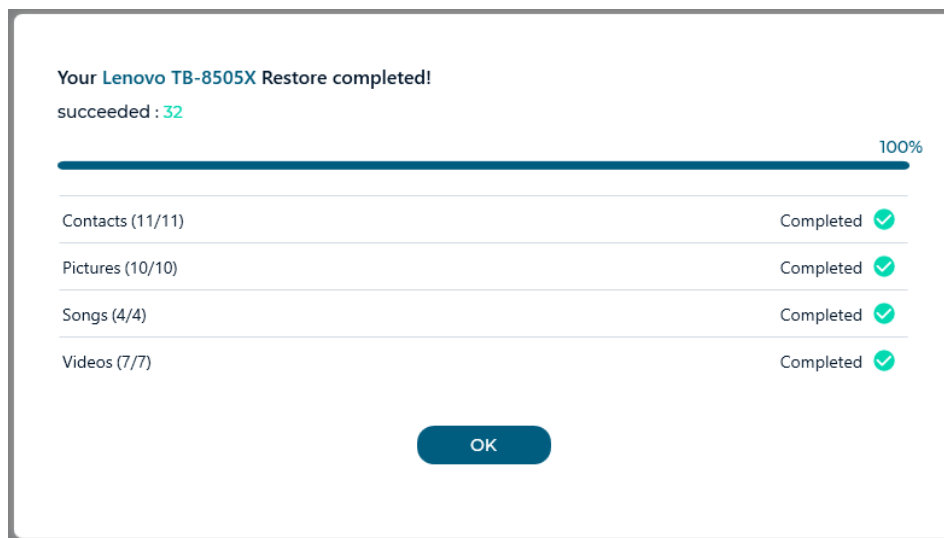 Your Lenovo TB-8505X Restore completed!
succeeded : 32
100%
Contacts (11/11) Completed
Pictures (10/10) Completed
Songs (4/4) Completed
Videos (7/7) Completed
OK